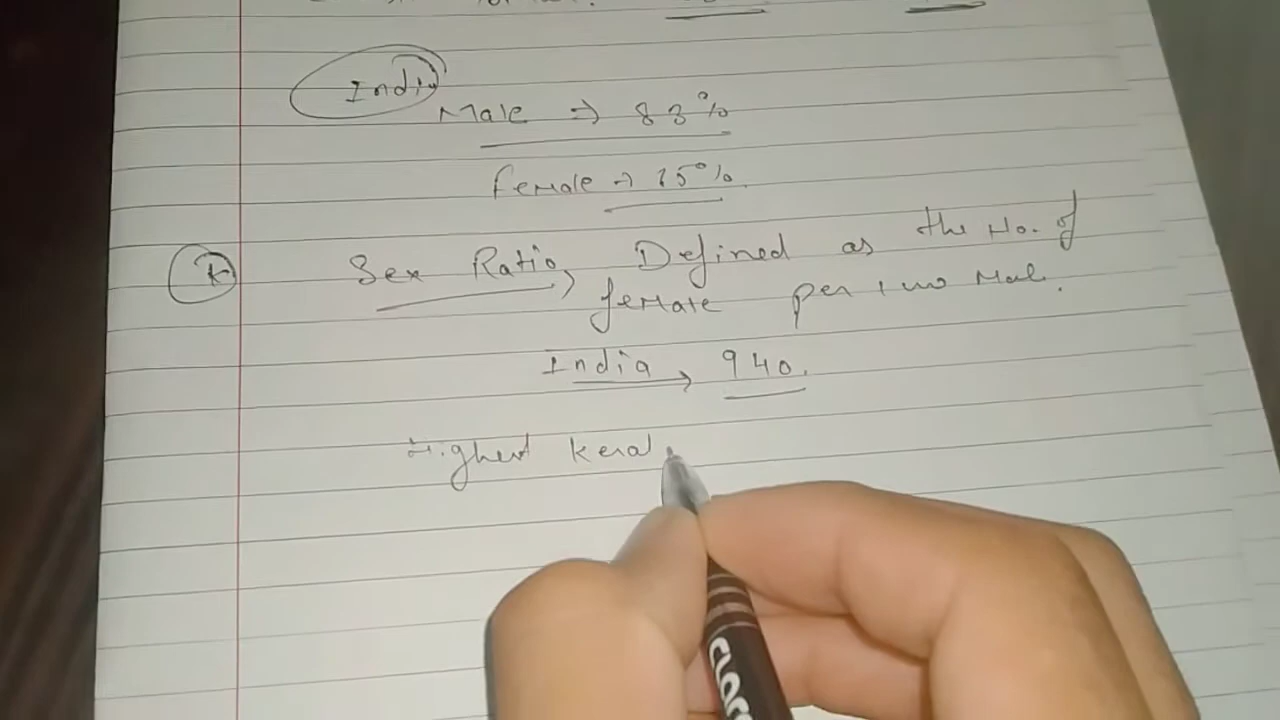 India
Male => 83%
female → 15%
Sex Ratio, Defined as the No. of
female per Male.
India → 940.
Highest Keral
CLAS